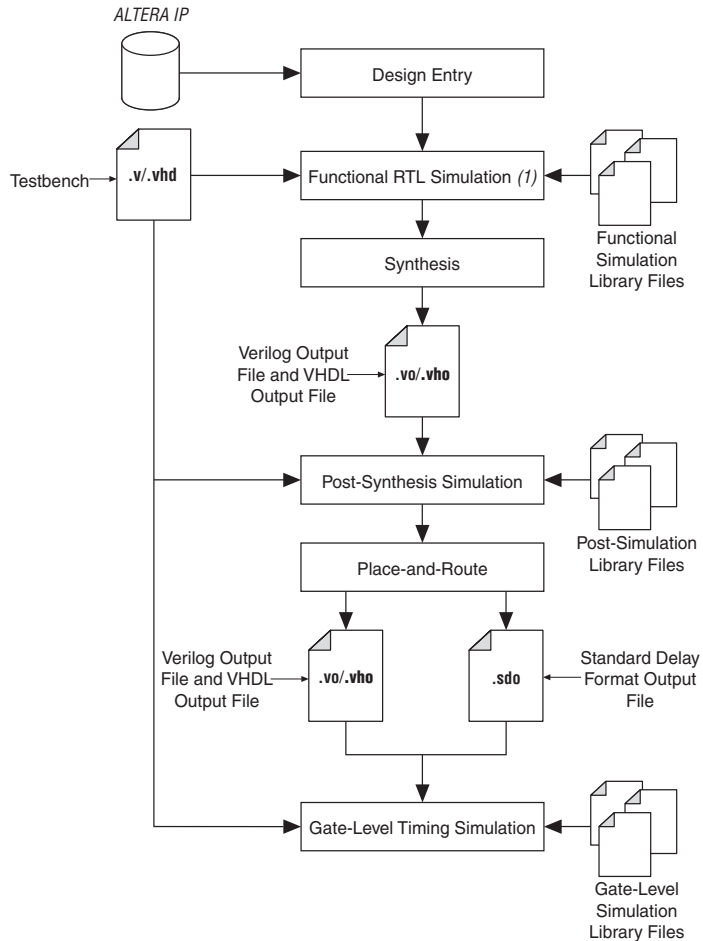 ALTERA IP
Design Entry
Testbench
.v/.vhd
Functional RTL Simulation (1)
Functional
Simulation
Library Files
Synthesis
Verilog Output
File and VHDL
Output File
.vo/.vho
Post-Synthesis Simulation
Post-Simulation
Library Files
Place-and-Route
Verilog Output
File and VHDL
Output File
.vo/.vho
.sdo
Standard Delay
Format Output
File
Gate-Level Timing Simulation
Gate-Level
Simulation
Library Files